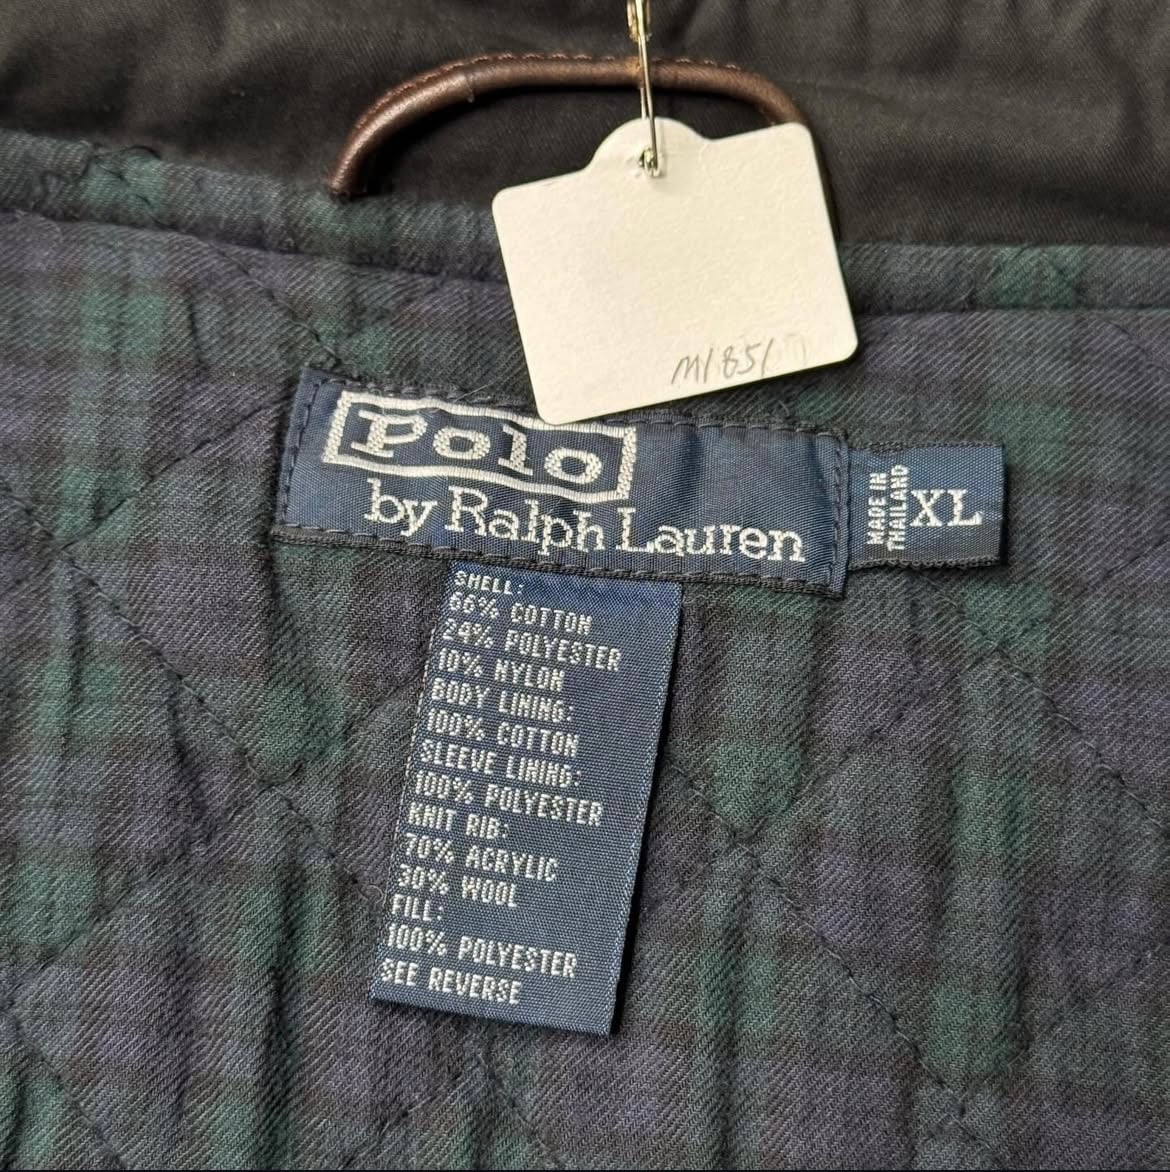 M1851
Polo
by Ralph Lauren
MADE IN
THAILAND
XL
SHELL:
66% COTTON
24% POLYESTER
10% NYLON
BODY LINING:
100% COTTON
SLEEVE LINING:
100% POLYESTER
KNIT RIB:
70% ACRYLIC
30% WOOL
FILL:
100% POLYESTER
SEE REVERSE